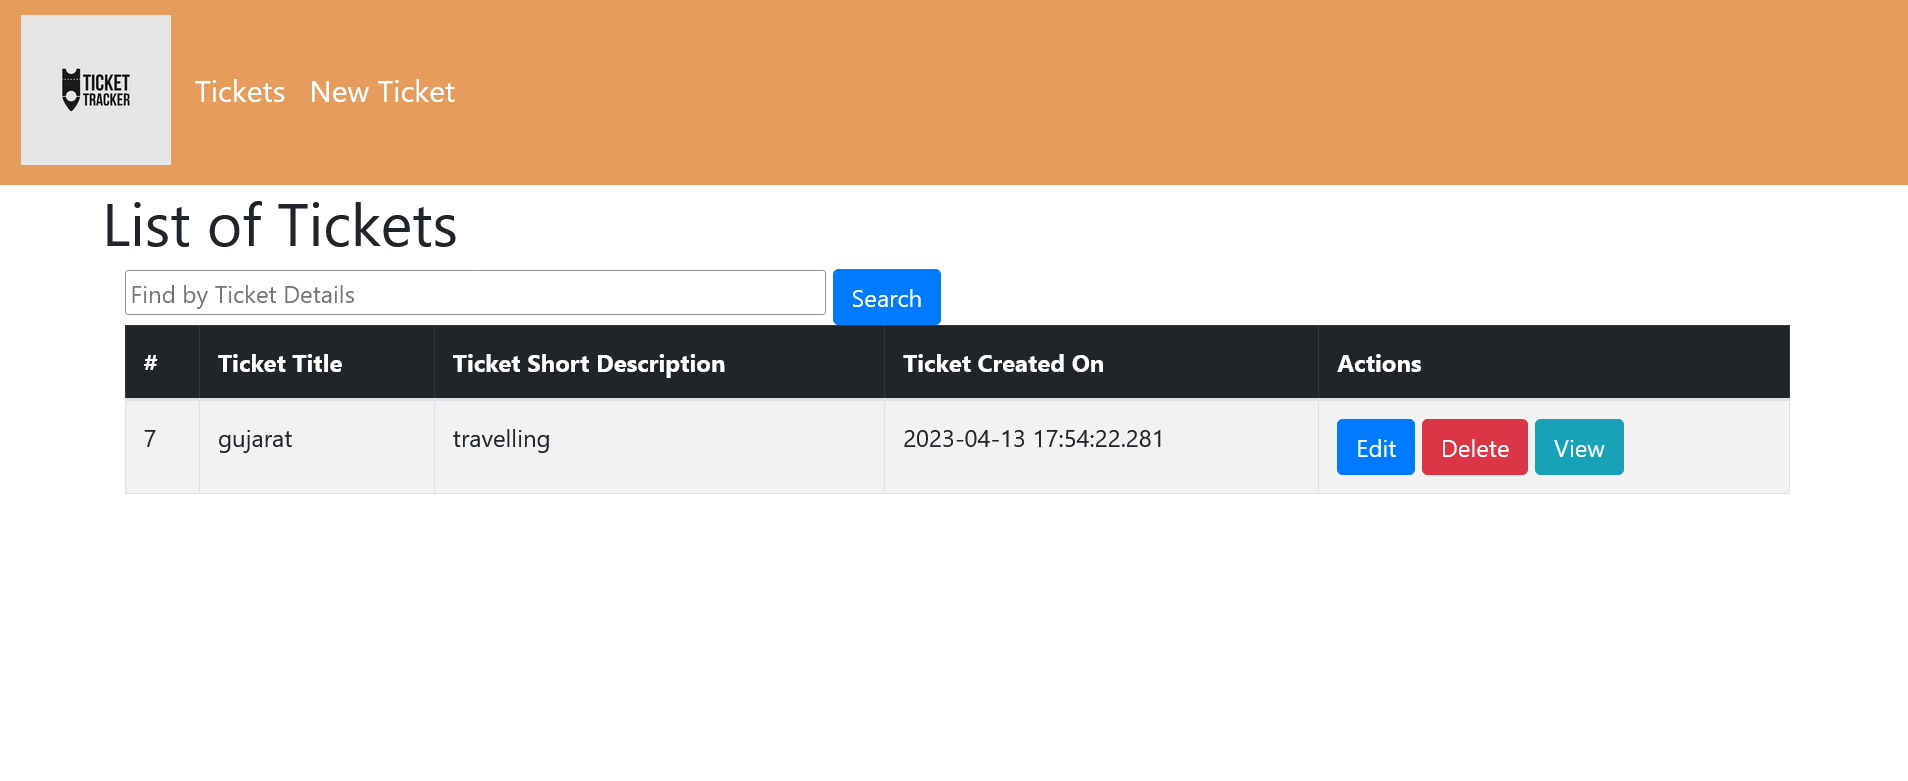 TICKET
TRACKER
Tickets New Ticket
List of Tickets
Find by Ticket Details Search
# Ticket Title Ticket Short Description Ticket Created On Actions
7 gujarat travelling 2023-04-13 17:54:22.281 Edit Delete View